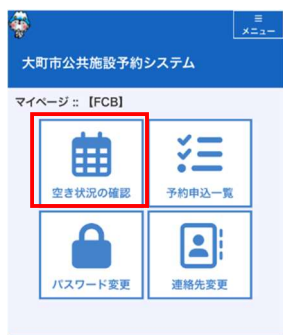 メニュー
大町市公共施設予約システム
マイページ :: 【FCB】
空き状況の確認
予約申込一覧
パスワード変更
連絡先変更